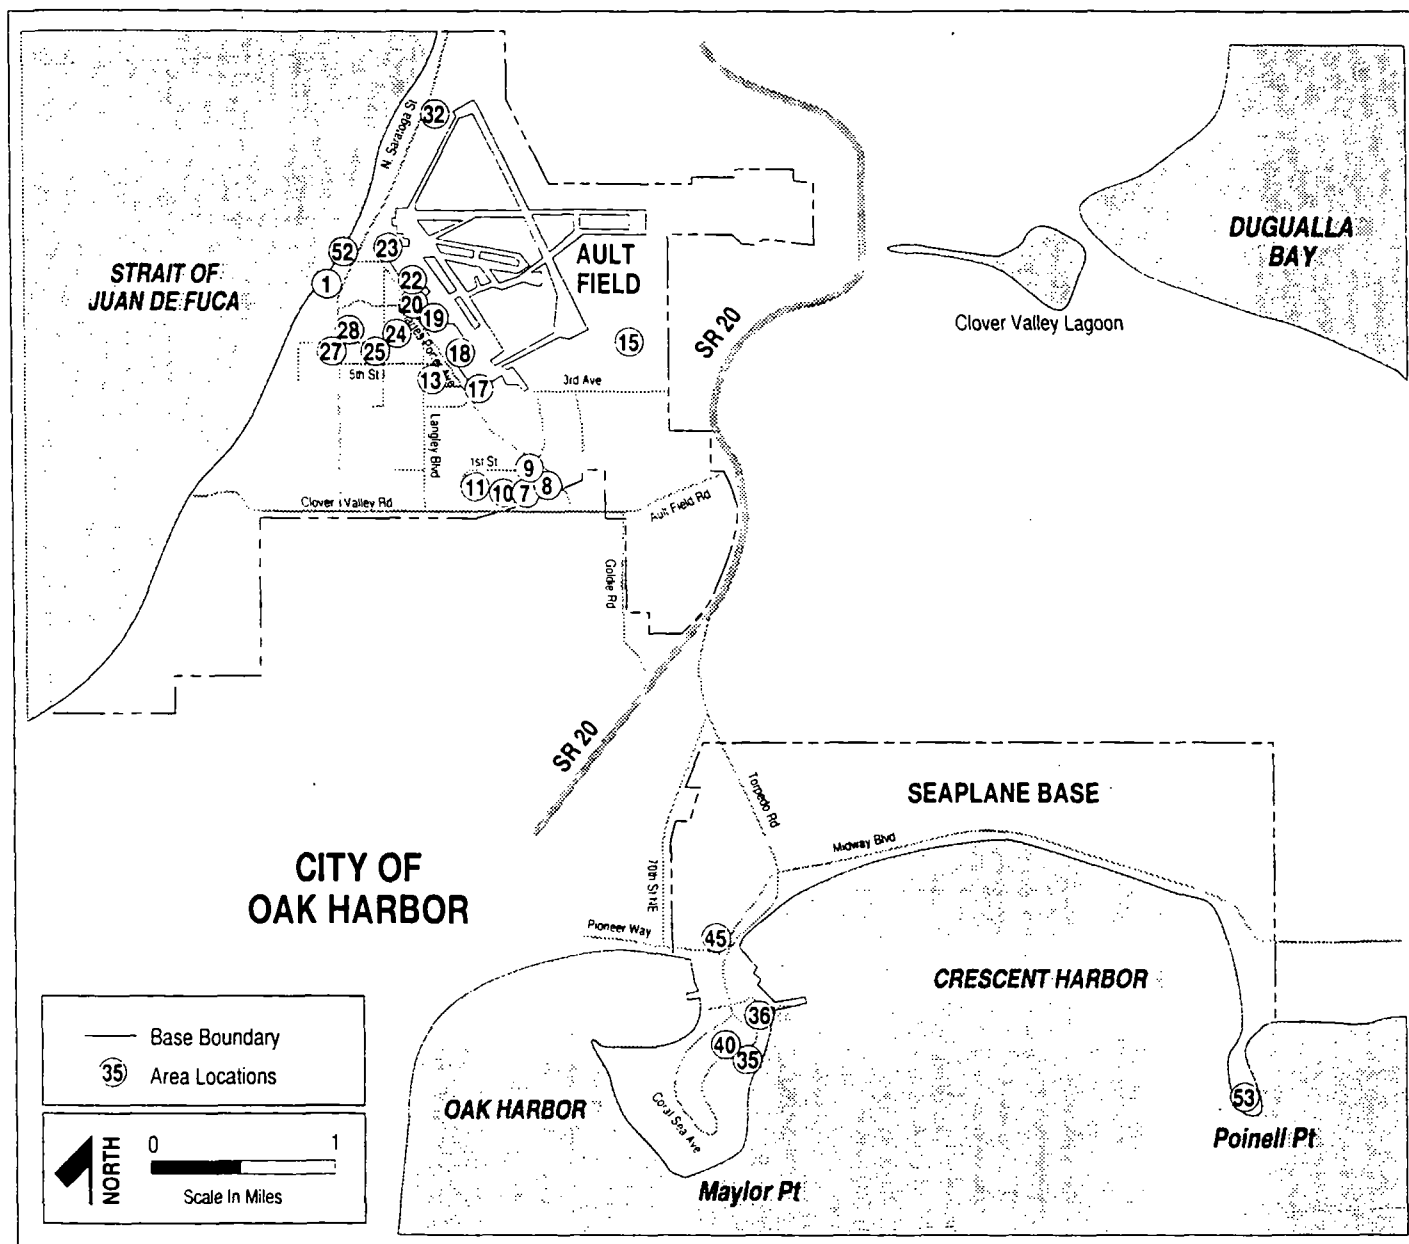 N. Saratoga St
32
52
23
1
STRAIT OF
JUAN DE FUCA
22
20
19
28
24
27
25
18
5th St
13
17
AULT
FIELD
15
3rd Ave
SR 20
DUGUALLA
BAY
Clover Valley Lagoon
Langley Blvd
1st St
9
11
10
7
8
Clover Valley Rd
Ault Field Rd
Goldie Rd
SR 20
Torpedo Rd
SEAPLANE BASE
Midway Blvd
70th St NE
CITY OF
OAK HARBOR
Pioneer Way
45
CRESCENT HARBOR
36
40
35
Coral Sea Ave
OAK HARBOR
53
Poinell Pt
Maylor Pt
Base Boundary
35
Area Locations
NORTH
0
1
Scale In Miles